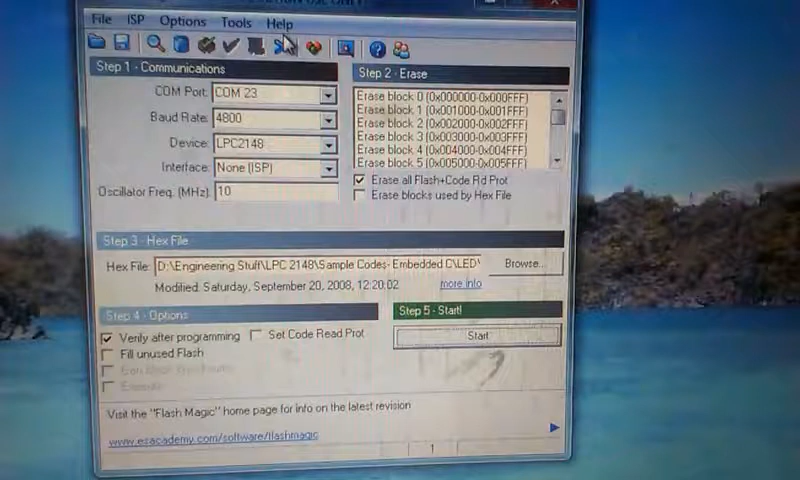 File ISP Options Tools Help
Step 1 - Communications
COM Port: COM 23
Baud Rate: 4800
Device: LPC2148
Interface: None (ISP)
Oscillator Freq. (MHz): 10
Step 2 - Erase
Erase block 0 (0x000000-0x000FFF)
Erase block 1 (0x001000-0x001FFF)
Erase block 2 (0x002000-0x002FFF)
Erase block 3 (0x003000-0x003FFF)
Erase block 4 (0x004000-0x004FFF)
Erase block 5 (0x005000-0x005FFF)
Erase all Flash+Code Rd Prot
Erase blocks used by Hex File
Step 3 - Hex File
Hex File: D:\Engineering Stuff\LPC 2148\Sample Codes- Embedded C\LED\
Browse...
Modified: Saturday, September 20, 2008, 12:20:02
more info
Step 4 - Options
Verify after programming
Set Code Read Prot
Fill unused Flash
Execute
Step 5 - Start!
Start
Visit the "Flash Magic" home page for info on the latest revision
www.esacademy.com/software/flashmagic
1